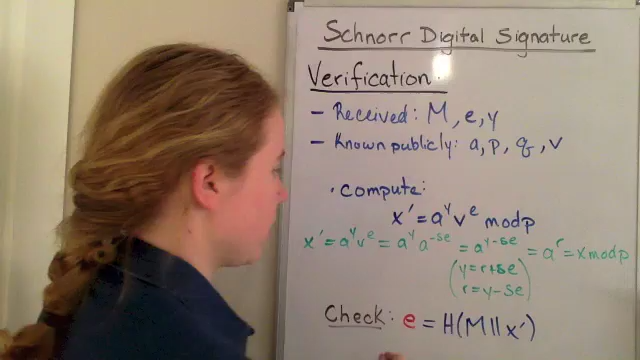 Schnorr Digital Signature
Verification:
- Received: M, e, y
- Known publicly: a, p, q, v
• compute:
x' = a^y v^e mod p
x' = a^y v^e = a^y a^-se = a^y-se = a^r = x mod p
(y = r + se
r = y - se)
Check: e = H(M || x')